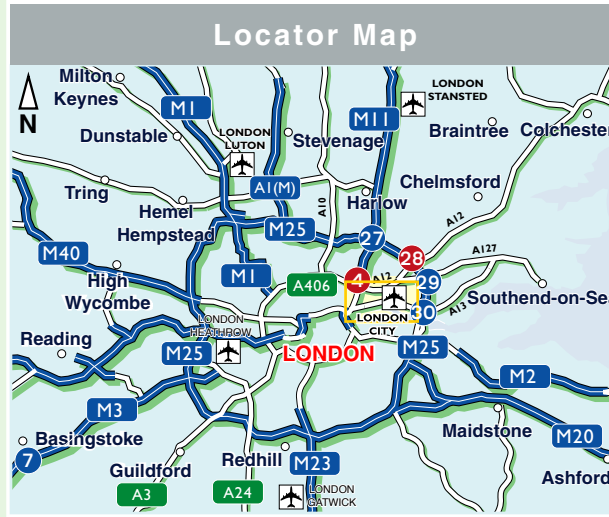 Locator Map
Milton
Keynes
N
M1
M11
LONDON
STANSTED
Dunstable
LONDON
LUTON
Stevenage
Braintree
Colchester
Tring
A1(M)
A10
Harlow
Chelmsford
Hemel
Hempstead
M25
27
A12
A127
M40
28
High
Wycombe
M1
A406
4
A12
29
LONDON
HEATHROW
LONDON
CITY
30
A13
Southend-on-Sea
Reading
M25
LONDON
M25
M2
M3
Basingstoke
7
Maidstone
M20
Guildford
Redhill
M23
Ashford
A3
A24
LONDON
GATWICK